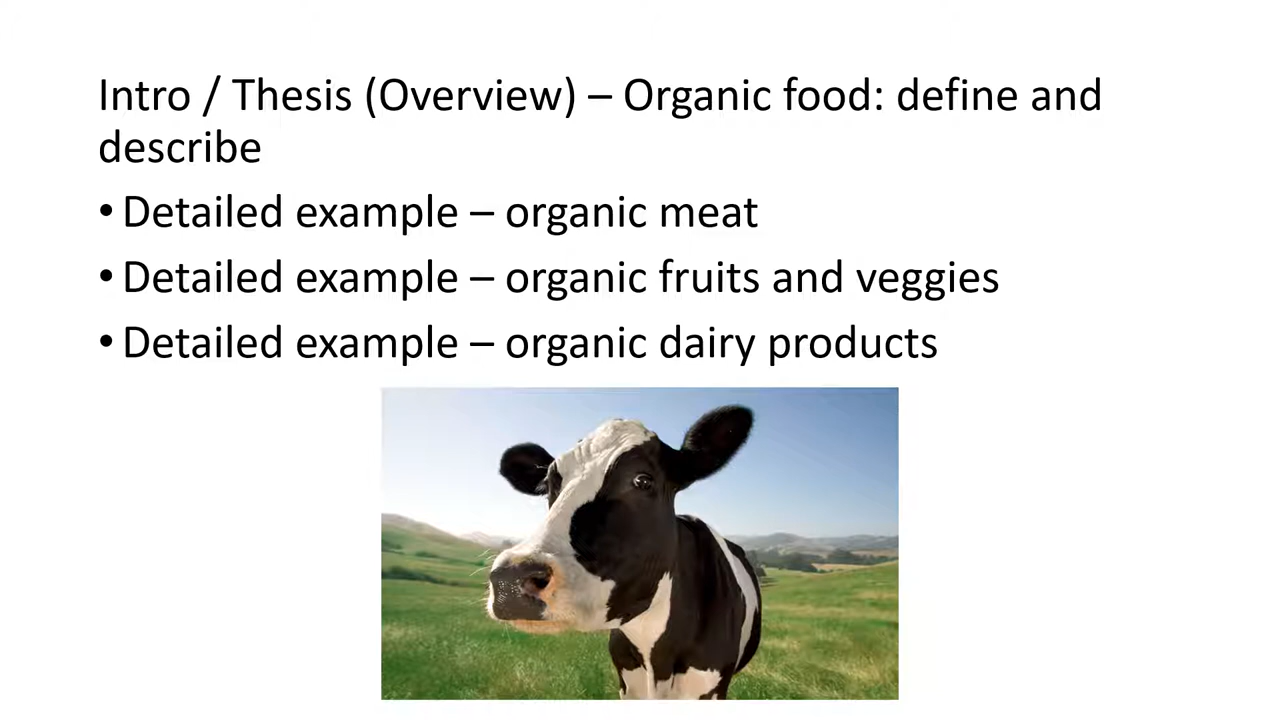 Intro / Thesis (Overview) – Organic food: define and
describe
• Detailed example – organic meat
• Detailed example – organic fruits and veggies
• Detailed example – organic dairy products